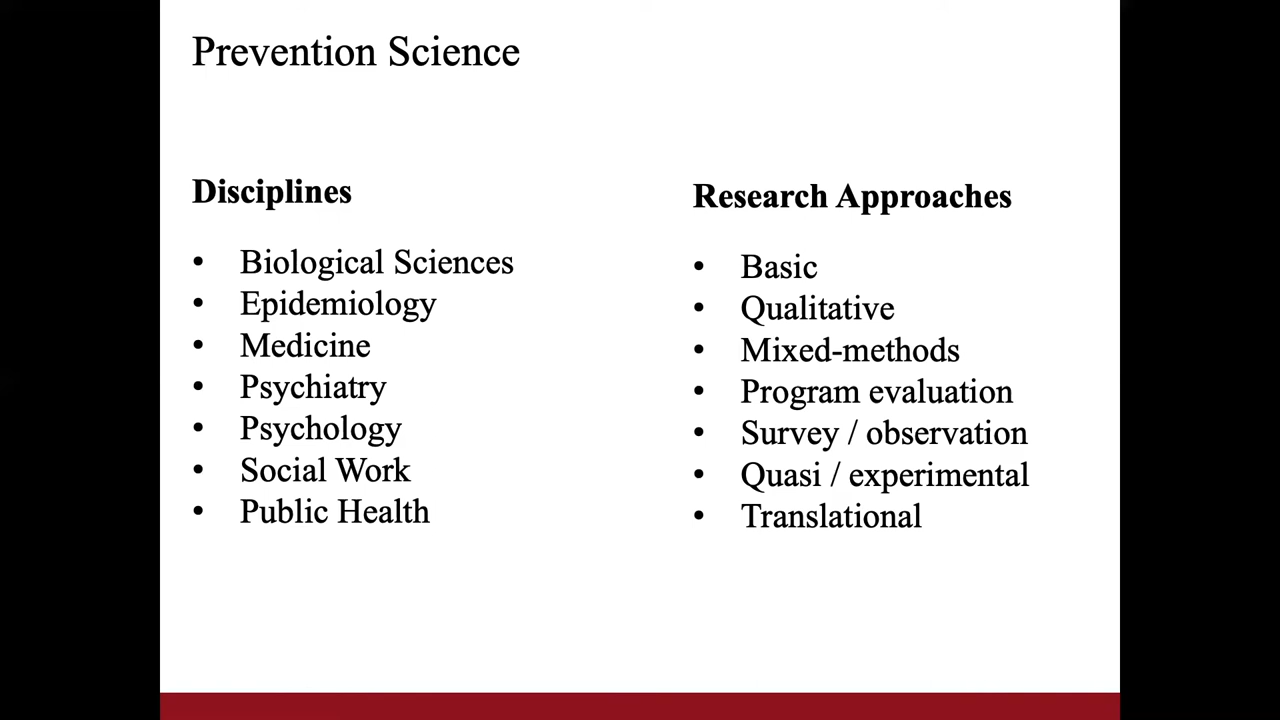 Prevention Science
Disciplines
• Biological Sciences
• Epidemiology
• Medicine
• Psychiatry
• Psychology
• Social Work
• Public Health
Research Approaches
• Basic
• Qualitative
• Mixed-methods
• Program evaluation
• Survey / observation
• Quasi / experimental
• Translational